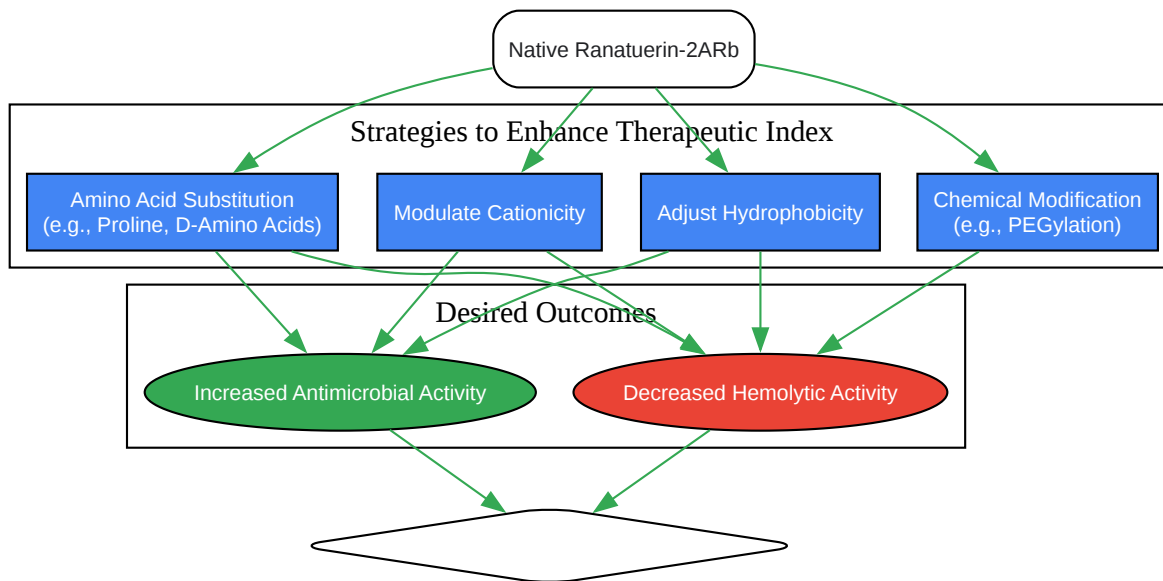 Native Ranatuerin-2ARb
Strategies to Enhance Therapeutic Index
Amino Acid Substitution
(e.g., Proline, D-Amino Acids)
Modulate Cationicity
Adjust Hydrophobicity
Chemical Modification
(e.g., PEGylation)
Desired Outcomes
Increased Antimicrobial Activity
Decreased Hemolytic Activity